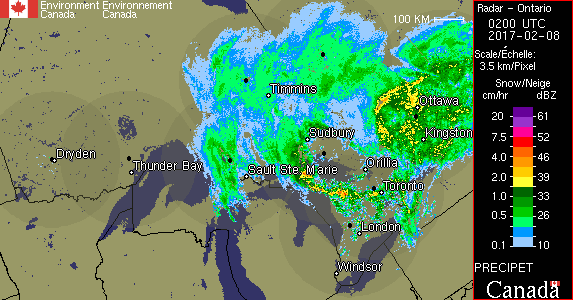 Environment Environnement
Canada Canada
100 KM
Timmins
Ottawa
Sudbury
Kingston
Dryden
Thunder Bay
Sault Ste. Marie
Orillia
Toronto
London
Windsor
Radar - Ontario
0200 UTC
2017-02-08
Scale/Échelle:
3.5 km/Pixel
Snow/Neige
cm/hr dBZ
20 61
7.5 52
4.0 46
2.0 39
1.0 33
0.5 26
0.1 10
PRECIPET
Canada